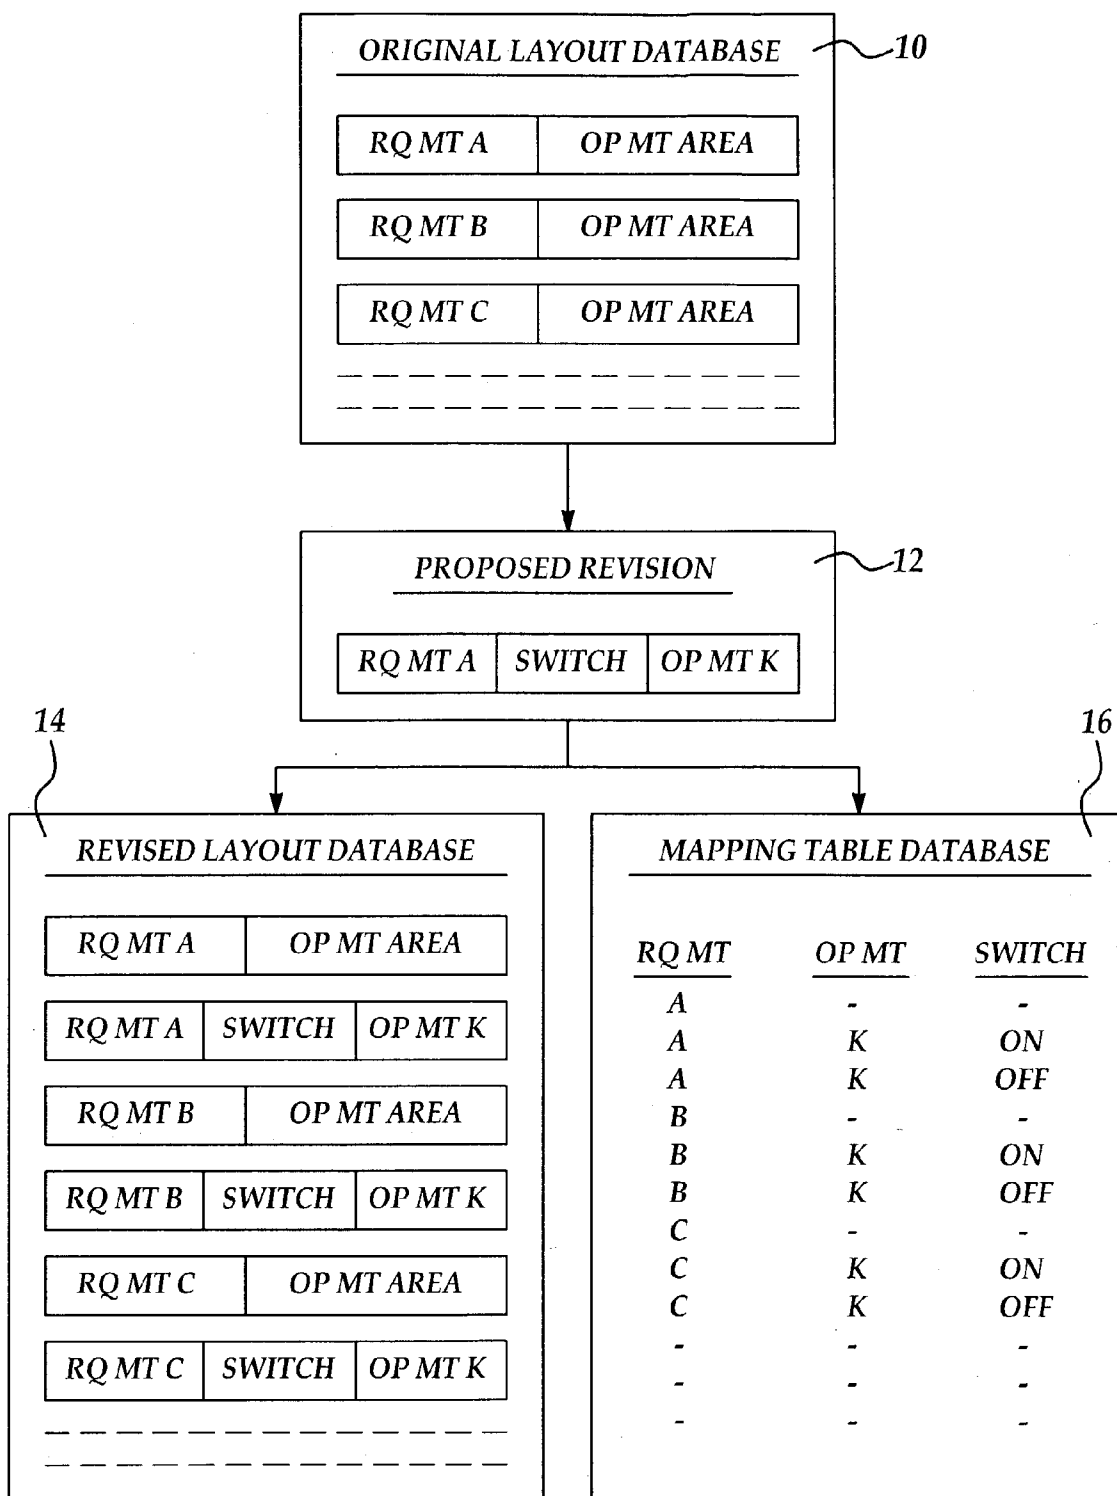 ORIGINAL LAYOUT DATABASE
10
RQ MT A OP MT AREA
RQ MT B OP MT AREA
RQ MT C OP MT AREA
PROPOSED REVISION
12
RQ MT A SWITCH OP MT K
14
REVISED LAYOUT DATABASE
RQ MT A OP MT AREA
RQ MT A SWITCH OP MT K
RQ MT B OP MT AREA
RQ MT B SWITCH OP MT K
RQ MT C OP MT AREA
RQ MT C SWITCH OP MT K
16
MAPPING TABLE DATABASE
RQ MT OP MT SWITCH
A - -
A K ON
A K OFF
B - -
B K ON
B K OFF
C - -
C K ON
C K OFF
- - -
- - -
- - -